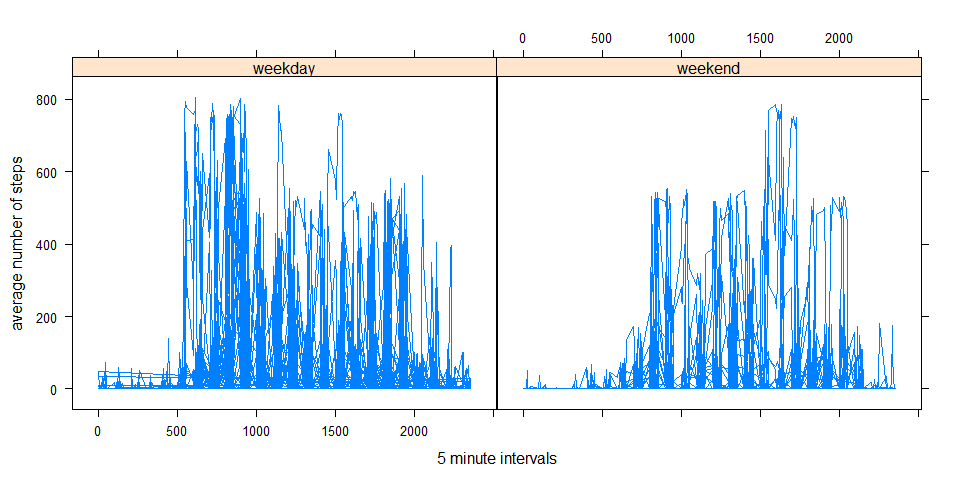 0 500 1000 1500 2000
weekday weekend
800
600
400
200
0
average number of steps
0 500 1000 1500 2000
5 minute intervals